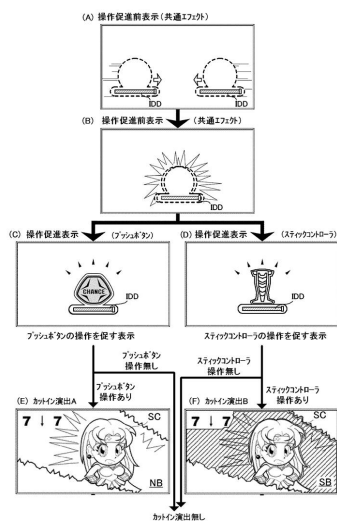 (A) 操作促進前表示(共通エフェクト)
IDD
IDD
(B) 操作促進前表示 (共通エフェクト)
IDD
(C) 操作促進表示 (プッシュボタン)
(D) 操作促進表示 (スティックコントローラ)
CHANCE
IDD
IDD
プッシュボタンの操作を促す表示
スティックコントローラの操作を促す表示
プッシュボタン
操作無し
スティックコントローラ
操作無し
プッシュボタン
操作あり
スティックコントローラ
操作あり
(E) カットイン演出A
(F) カットイン演出B
7 ↓ 7
SC
NB
7 ↓ 7
SC
SB
カットイン演出無し